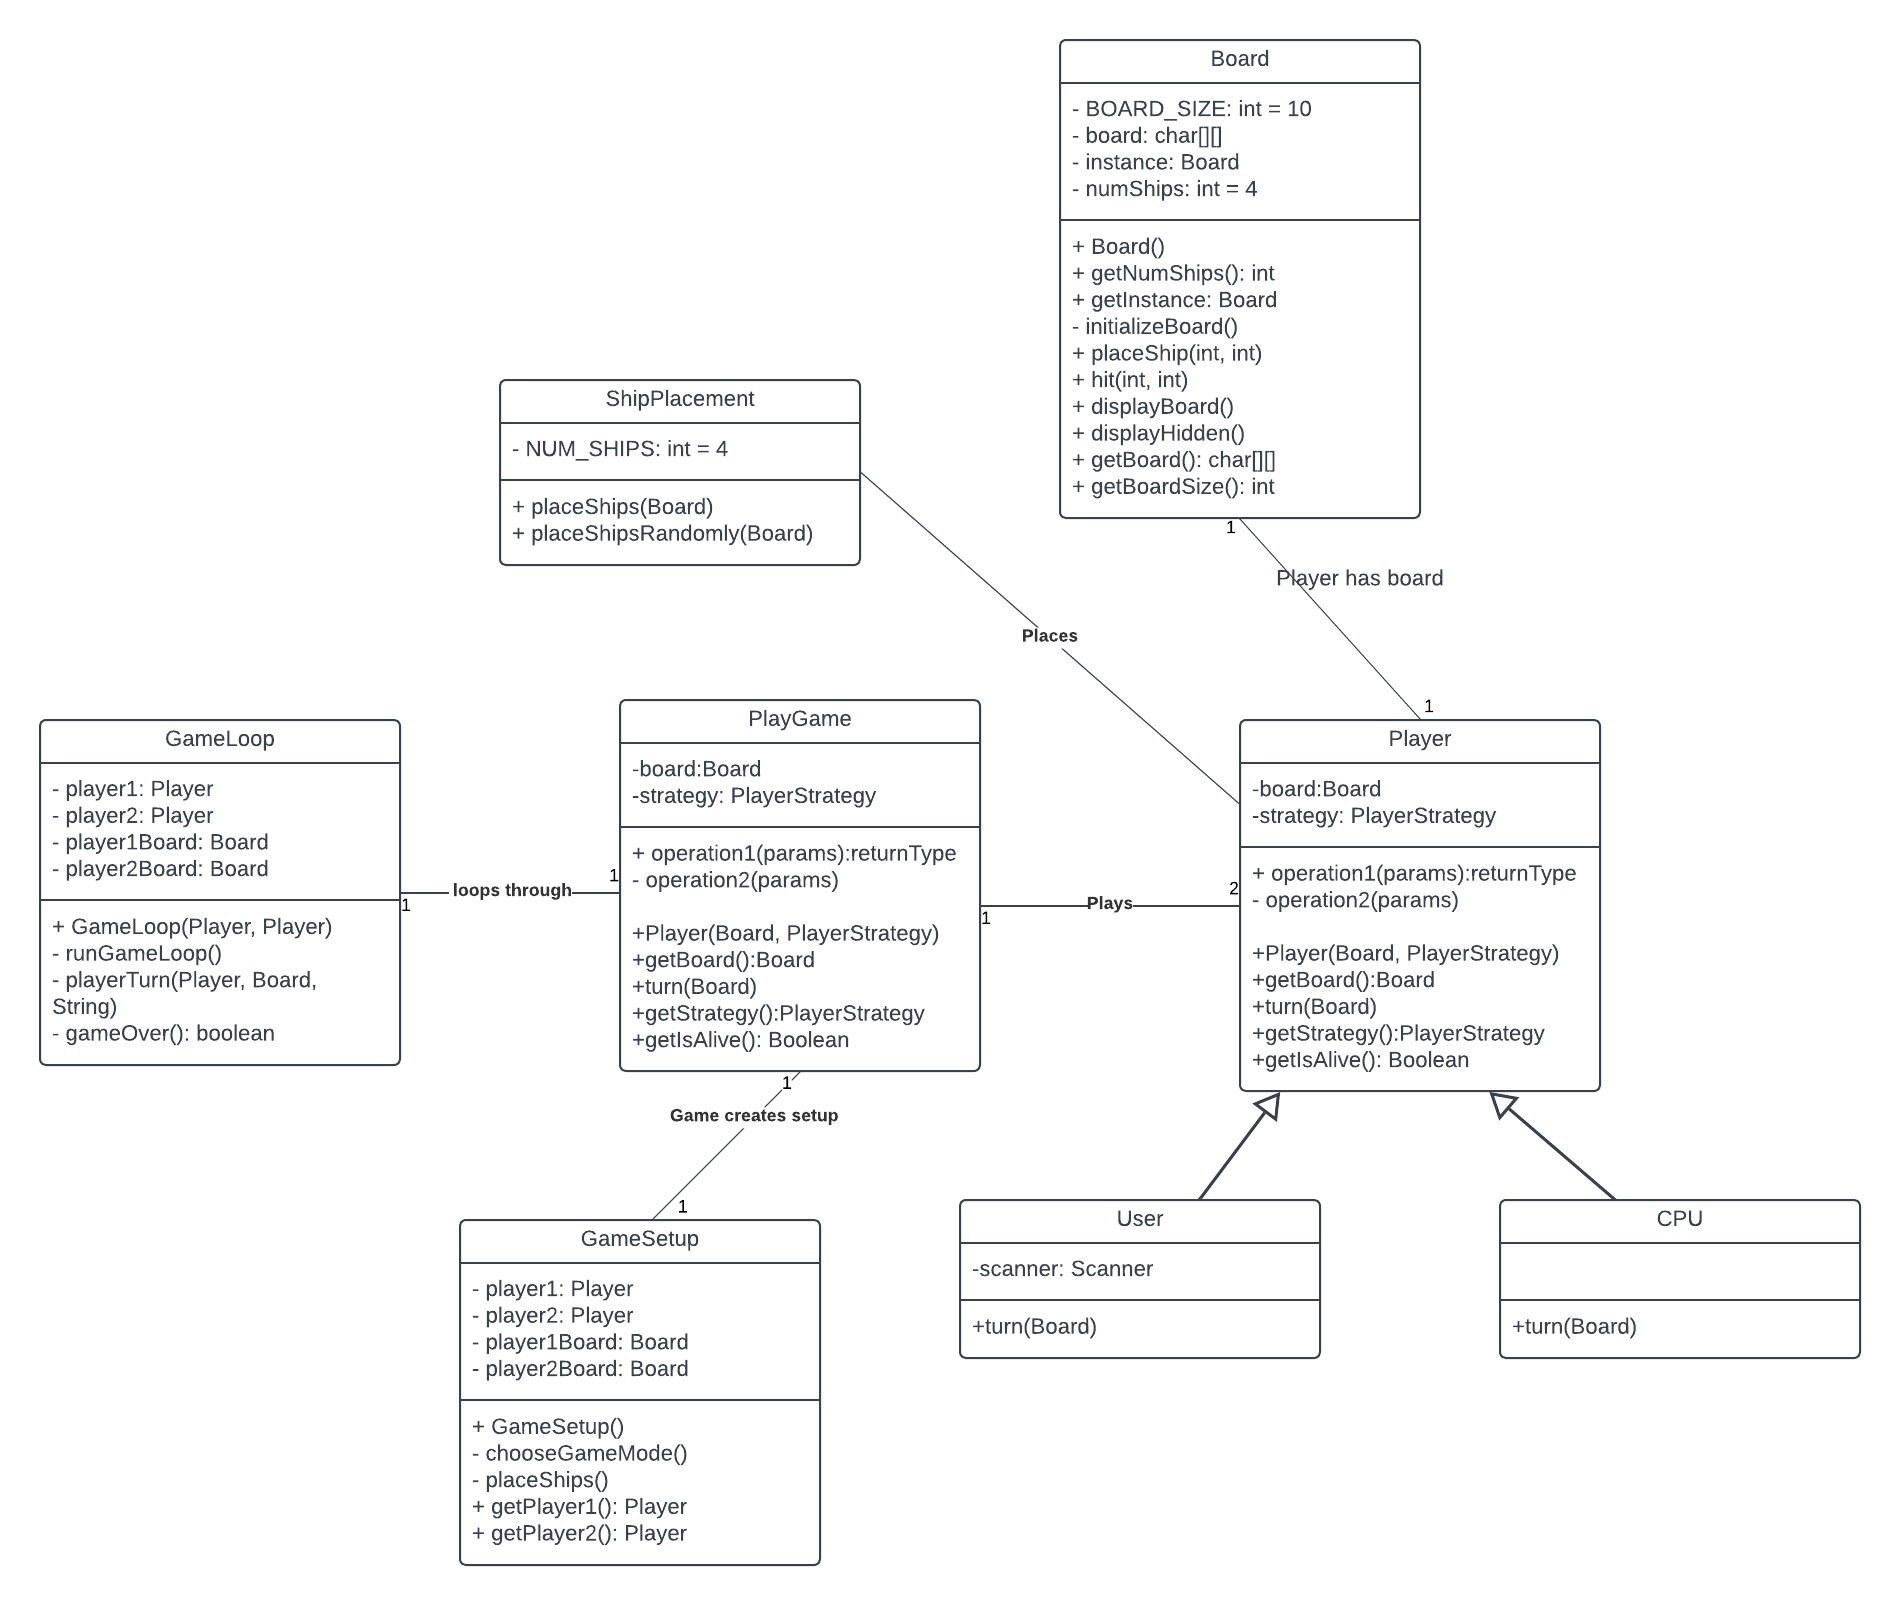 Board
- BOARD_SIZE: int = 10
- board: char[][]
- instance: Board
- numShips: int = 4
+ Board()
+ getNumShips(): int
+ getInstance: Board
- initializeBoard()
+ placeShip(int, int)
+ hit(int, int)
+ displayBoard()
+ displayHidden()
+ getBoard(): char[][]
+ getBoardSize(): int
ShipPlacement
- NUM_SHIPS: int = 4
+ placeShips(Board)
+ placeShipsRandomly(Board)
1
Player has board
1
Places
GameLoop
- player1: Player
- player2: Player
- player1Board: Board
- player2Board: Board
+ GameLoop(Player, Player)
- runGameLoop()
- playerTurn(Player, Board,
String)
- gameOver(): boolean
1
loops through
1
PlayGame
-board:Board
-strategy: PlayerStrategy
+ operation1(params):returnType
- operation2(params)
+Player(Board, PlayerStrategy)
+getBoard():Board
+turn(Board)
+getStrategy():PlayerStrategy
+getIsAlive(): Boolean
1
Plays
2
Player
-board:Board
-strategy: PlayerStrategy
+ operation1(params):returnType
- operation2(params)
+Player(Board, PlayerStrategy)
+getBoard():Board
+turn(Board)
+getStrategy():PlayerStrategy
+getIsAlive(): Boolean
1
Game creates setup
1
GameSetup
- player1: Player
- player2: Player
- player1Board: Board
- player2Board: Board
+ GameSetup()
- chooseGameMode()
- placeShips()
+ getPlayer1(): Player
+ getPlayer2(): Player
User
-scanner: Scanner
+turn(Board)
CPU
+turn(Board)